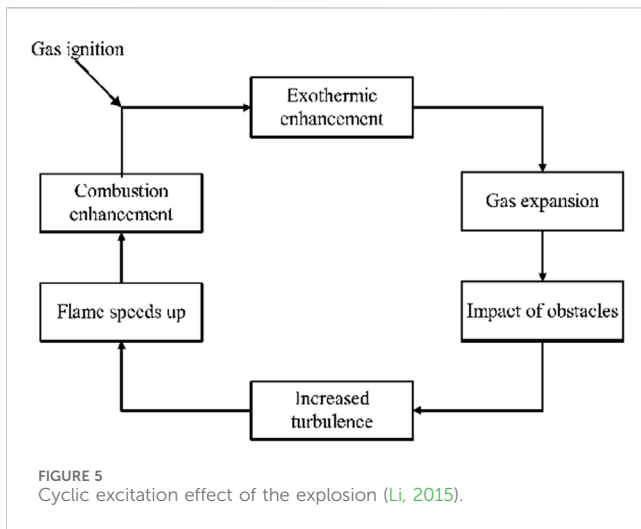 Gas ignition
Exothermic
enhancement
Gas expansion
Impact of obstacles
Increased
turbulence
Flame speeds up
Combustion
enhancement
FIGURE 5
Cyclic excitation effect of the explosion (Li, 2015).